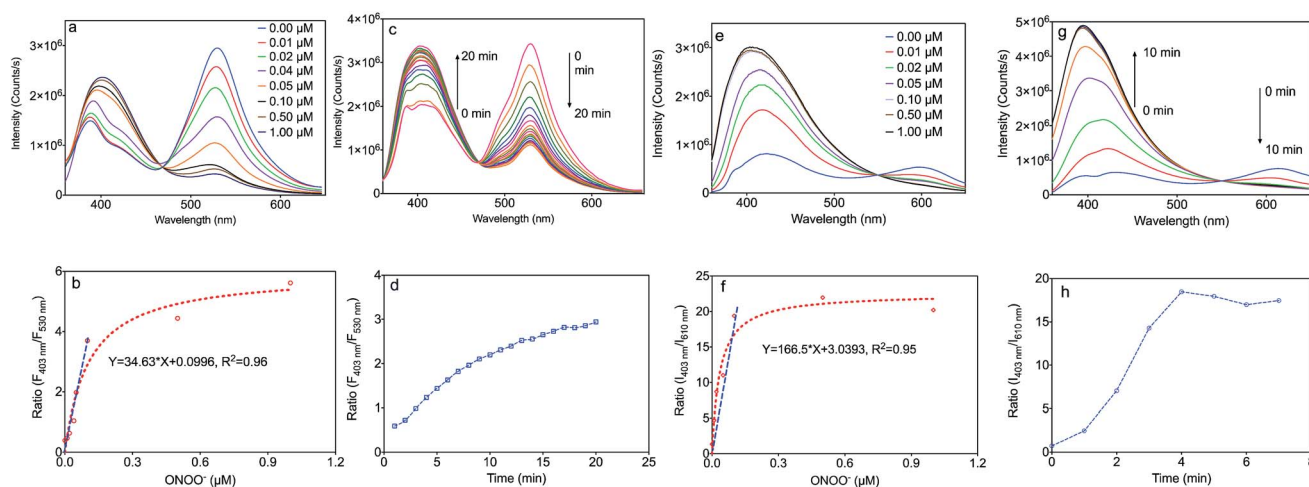 a
Intensity (Counts/s)
3×10⁶
2×10⁶
1×10⁶
0
400
500
600
Wavelength (nm)
0.00 µM
0.01 µM
0.02 µM
0.04 µM
0.05 µM
0.10 µM
0.50 µM
1.00 µM
c
Intensity (Counts/s)
4×10⁶
3×10⁶
2×10⁶
1×10⁶
0
400
500
600
Wavelength (nm)
20 min
0 min
0
min
20 min
e
Intensity (Counts/s)
3×10⁶
2×10⁶
1×10⁶
0
400
500
600
Wavelength (nm)
0.00 µM
0.01 µM
0.02 µM
0.05 µM
0.10 µM
0.50 µM
1.00 µM
g
Intensity (Counts/s)
5×10⁶
4×10⁶
3×10⁶
2×10⁶
1×10⁶
0
400
500
600
Wavelength (nm)
10 min
0 min
0 min
10 min
b
Ratio (F403 nm/F530 nm)
6
4
2
0
0.0
0.3
0.6
0.9
1.2
ONOO⁻ (µM)
Y=34.63*X+0.0996, R²=0.96
d
Ratio (F403 nm/F530 nm)
4
3
2
1
0
0
5
10
15
20
25
Time (min)
f
Ratio (I403 nm/I610 nm)
25
20
15
10
5
0
0.0
0.3
0.6
0.9
1.2
ONOO⁻ (µM)
Y=166.5*X+3.0393, R²=0.95
h
Ratio (I403 nm/I610 nm)
20
15
10
5
0
0
2
4
6
8
Time (min)